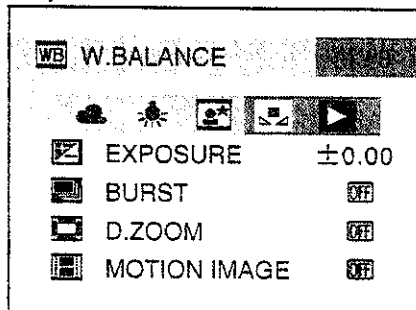 WB W.BALANCE
EXPOSURE ±0.00
BURST OFF
D.ZOOM OFF
MOTION IMAGE OFF